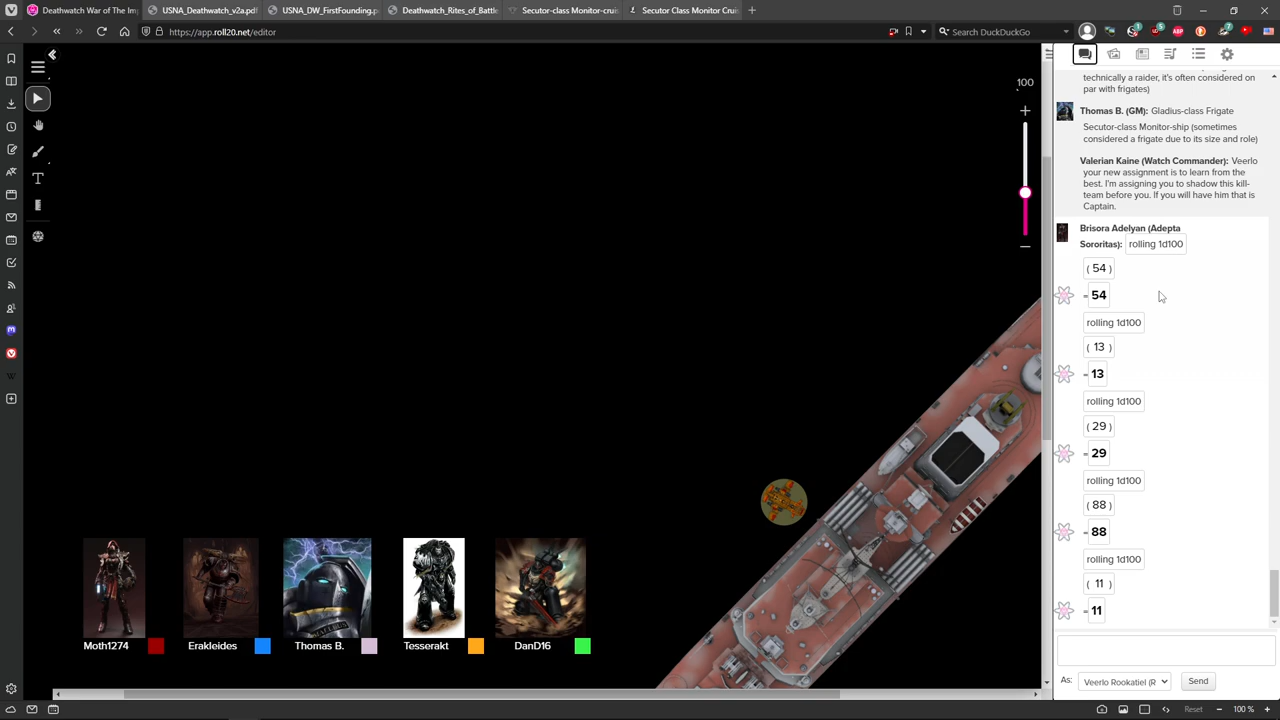 Deathwatch War of The Im
USNA_Deathwatch_v2a.pdf
USNA_DW_FirstFounding.p
Deathwatch_Rites_of_Battl
Secutor-class Monitor-crui
Secutor Class Monitor Crui
https://app.roll20.net/editor
Search DuckDuckGo
100
technically a raider, it's often considered on
par with frigates)
Thomas B. (GM): Gladius-class Frigate
Secutor-class Monitor-ship (sometimes
considered a frigate due to its size and role)
Valerian Kaine (Watch Commander): Veerlo
your new assignment is to learn from the
best. I'm assigning you to shadow this kill-
team before you. If you will have him that is
Captain.
Brisora Adelyan (Adepta
Sororitas): rolling 1d100
( 54 )
= 54
rolling 1d100
( 13 )
= 13
rolling 1d100
( 29 )
= 29
rolling 1d100
( 88 )
= 88
rolling 1d100
( 11 )
= 11
Moth1274
Erakleides
Thomas B.
Tesserakt
DanD16
As:
Veerlo Rookatiel (R
Send
Reset
100 %